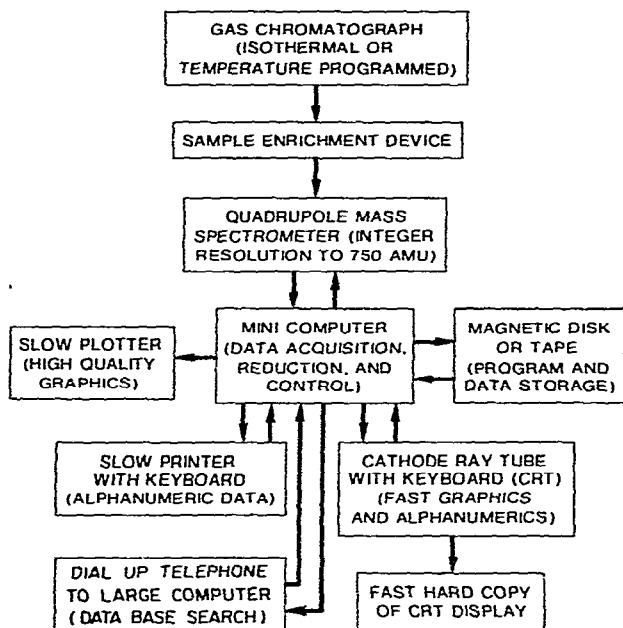 GAS CHROMATOGRAPH
(ISOTHERMAL OR
TEMPERATURE PROGRAMMED)
SAMPLE ENRICHMENT DEVICE
QUADRUPOLE MASS
SPECTROMETER (INTEGER
RESOLUTION TO 750 AMU)
SLOW PLOTTER
(HIGH QUALITY
GRAPHICS)
MINI COMPUTER
(DATA ACQUISITION,
REDUCTION, AND
CONTROL)
MAGNETIC DISK
OR TAPE
(PROGRAM AND
DATA STORAGE)
SLOW PRINTER
WITH KEYBOARD
(ALPHANUMERIC DATA)
CATHODE RAY TUBE
WITH KEYBOARD (CRT)
(FAST GRAPHICS
AND ALPHANUMERICS)
DIAL UP TELEPHONE
TO LARGE COMPUTER
(DATA BASE SEARCH)
FAST HARD COPY
OF CRT DISPLAY